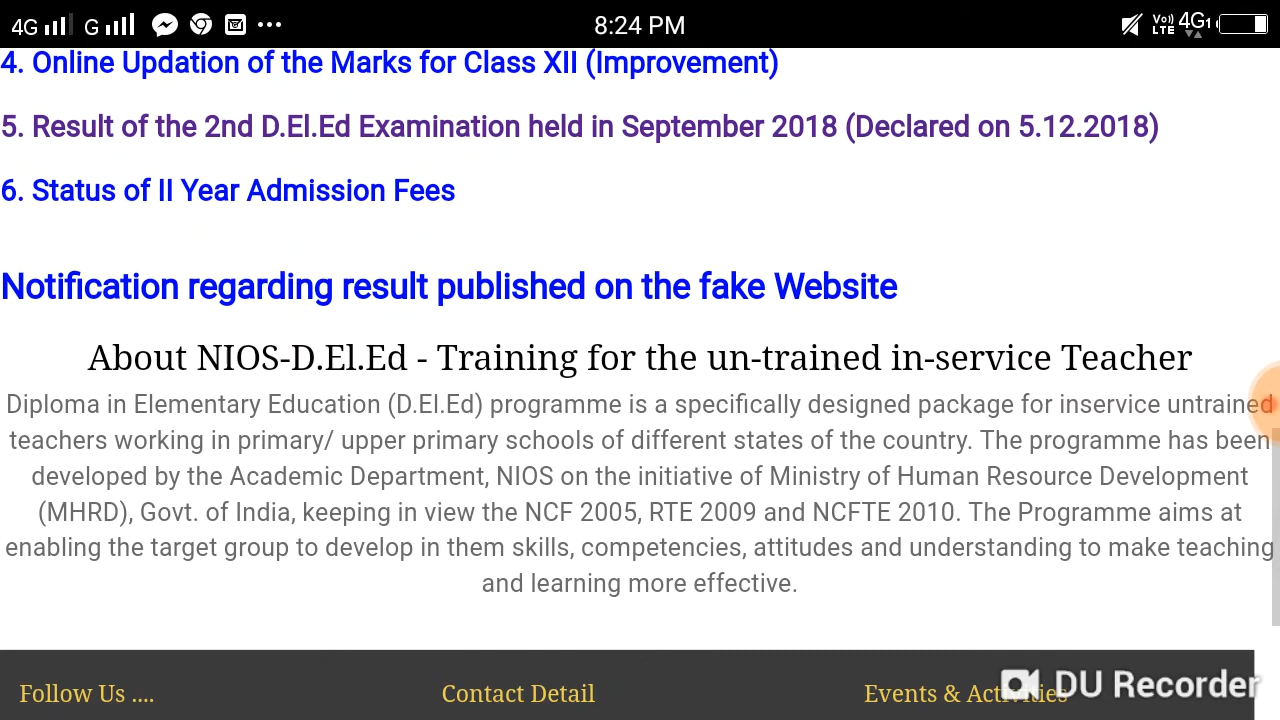 4G G 8:24 PM Vo)) LTE 4G1
4. Online Updation of the Marks for Class XII (Improvement)
5. Result of the 2nd D.El.Ed Examination held in September 2018 (Declared on 5.12.2018)
6. Status of II Year Admission Fees
Notification regarding result published on the fake Website
About NIOS-D.El.Ed - Training for the un-trained in-service Teacher
Diploma in Elementary Education (D.El.Ed) programme is a specifically designed package for inservice untrained
teachers working in primary/ upper primary schools of different states of the country. The programme has been
developed by the Academic Department, NIOS on the initiative of Ministry of Human Resource Development
(MHRD), Govt. of India, keeping in view the NCF 2005, RTE 2009 and NCFTE 2010. The Programme aims at
enabling the target group to develop in them skills, competencies, attitudes and understanding to make teaching
and learning more effective.
Follow Us .... Contact Detail Events & Activities
DU Recorder